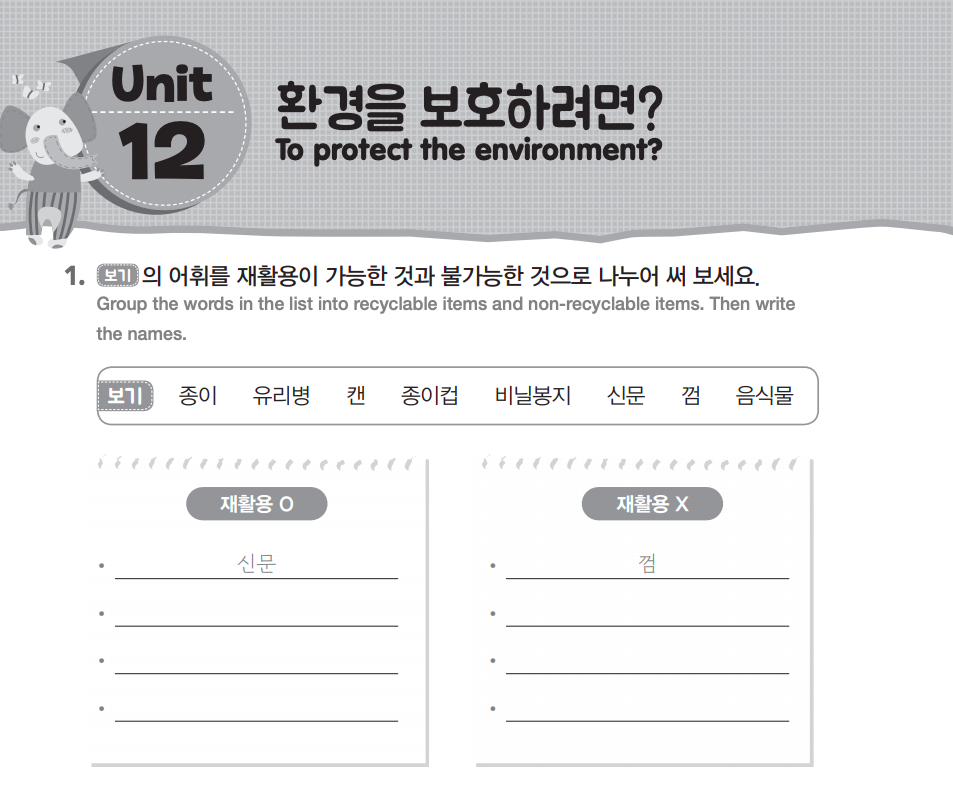 Unit
12
환경을 보호하려면?
To protect the environment?
1. 보기 의 어휘를 재활용이 가능한 것과 불가능한 것으로 나누어 써 보세요.
Group the words in the list into recyclable items and non-recyclable items. Then write
the names.
보기 종이 유리병 캔 종이컵 비닐봉지 신문 껌 음식물
재활용 O
• 신문
•
•
•
재활용 X
• 껌
•
•
•